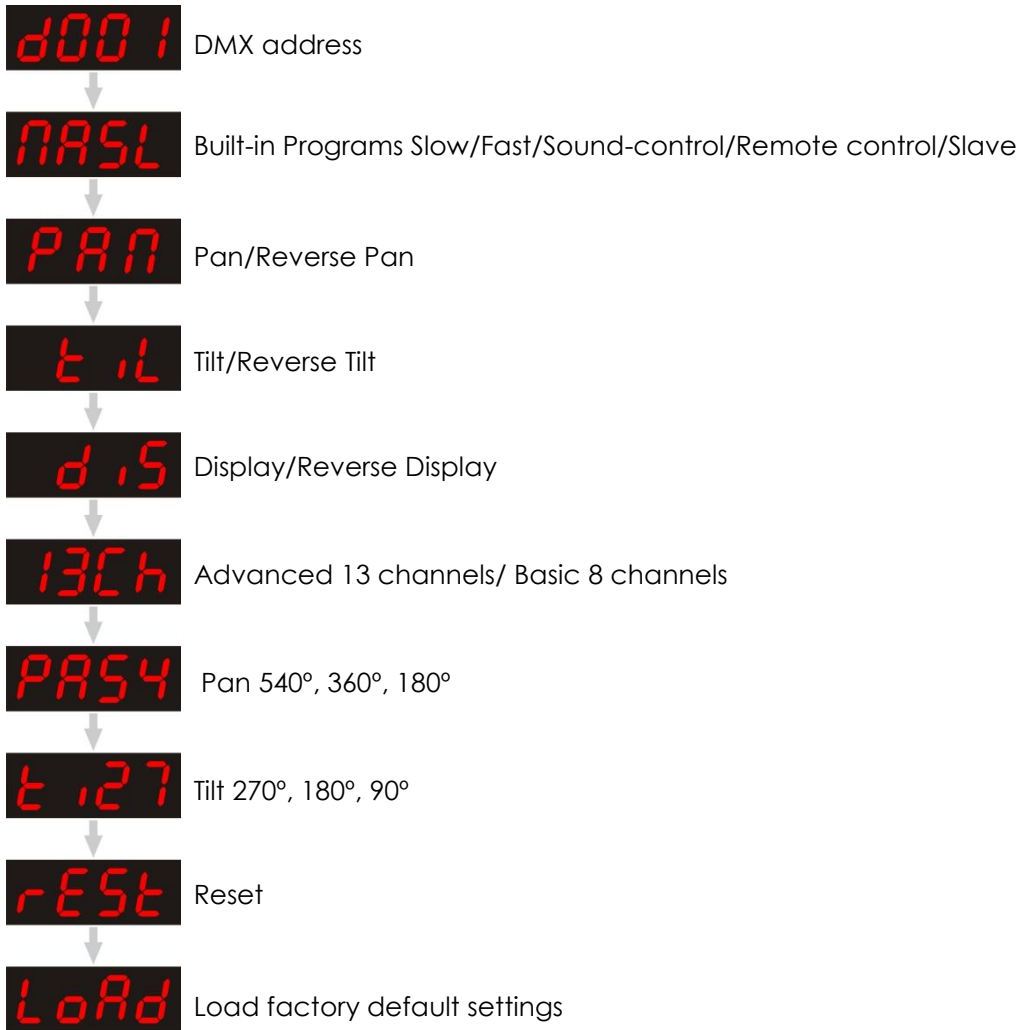 d001 DMX address
MASL Built-in Programs Slow/Fast/Sound-control/Remote control/Slave
PAN Pan/Reverse Pan
tiL Tilt/Reverse Tilt
diS Display/Reverse Display
13Ch Advanced 13 channels/ Basic 8 channels
PA54 Pan 540º, 360º, 180º
ti27 Tilt 270º, 180º, 90º
rESt Reset
LoAd Load factory default settings